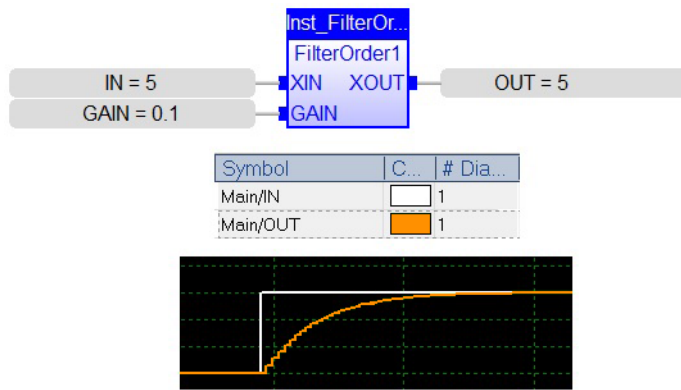 Inst_FilterOr...
FilterOrder1
IN = 5 XIN XOUT OUT = 5
GAIN = 0.1 GAIN
Symbol C... # Dia...
Main/IN 1
Main/OUT 1